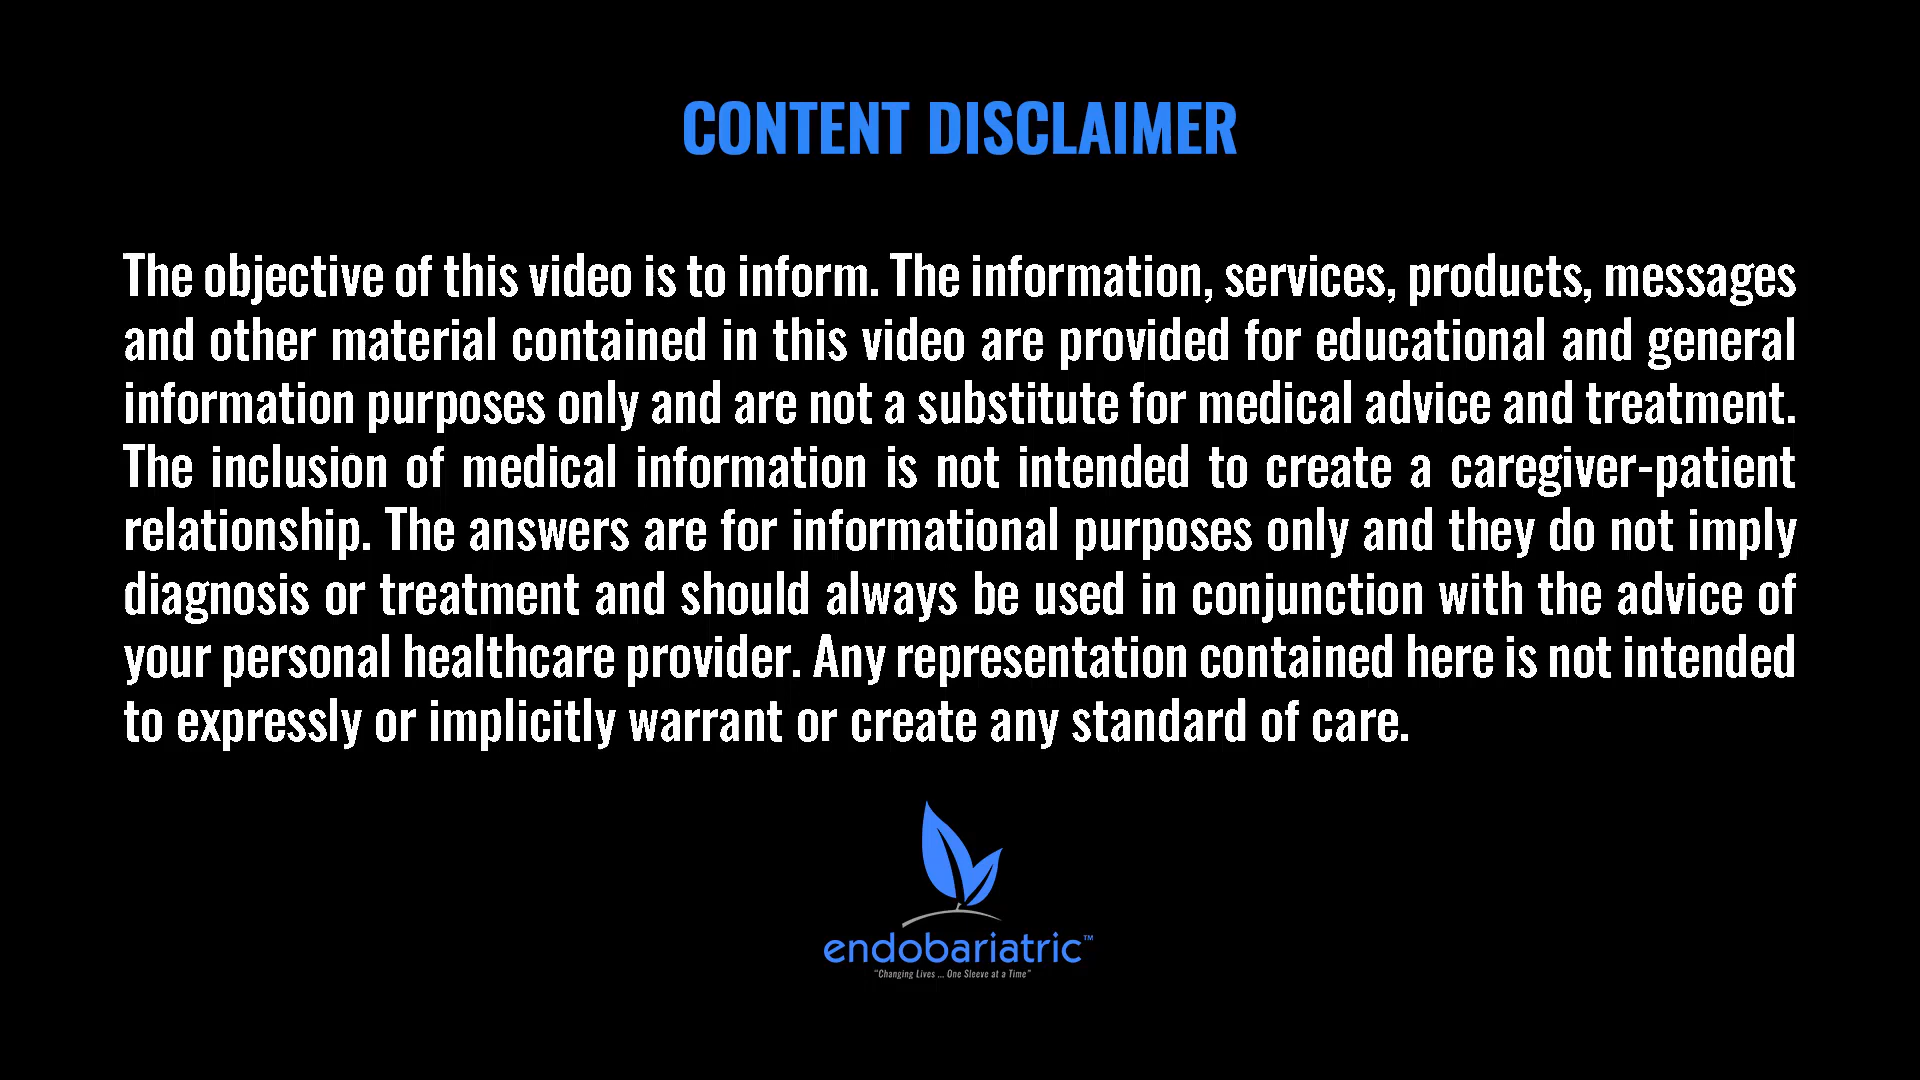 CONTENT DISCLAIMER
The objective of this video is to inform. The information, services, products, messages
and other material contained in this video are provided for educational and general
information purposes only and are not a substitute for medical advice and treatment.
The inclusion of medical information is not intended to create a caregiver-patient
relationship. The answers are for informational purposes only and they do not imply
diagnosis or treatment and should always be used in conjunction with the advice of
your personal healthcare provider. Any representation contained here is not intended
to expressly or implicitly warrant or create any standard of care.
endobariatric™
“Changing Lives ... One Sleeve at a Time”